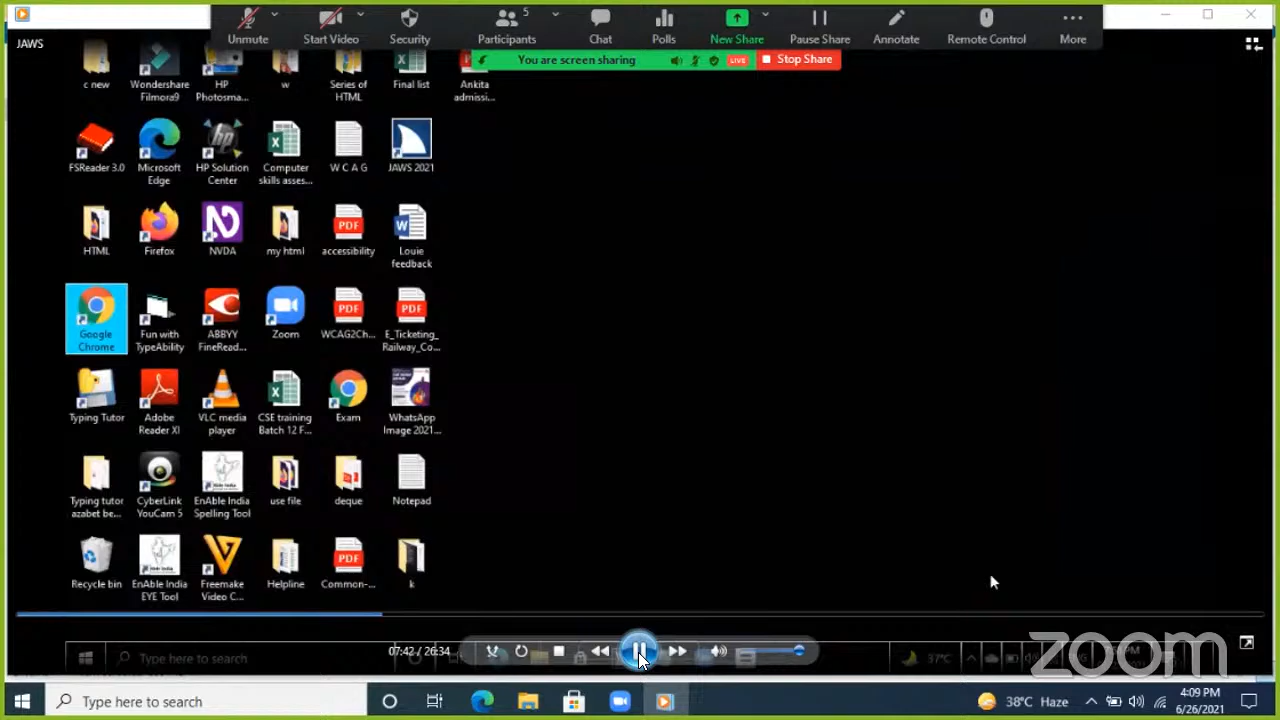 Unmute
Start Video
Security
Participants
5
Chat
Polls
New Share
Pause Share
Annotate
Remote Control
More
JAWS
You are screen sharing
LIVE
Stop Share
c new
Wondershare
Filmora9
HP
Photosma...
w
Series of
HTML
Final list
Ankita
admissi...
FSReader 3.0
Microsoft
Edge
HP Solution
Center
Computer
skills asses...
W C A G
JAWS 2021
HTML
Firefox
NVDA
my html
PDF
accessibility
Louie
feedback
Google
Chrome
Fun with
TypeAbility
ABBYY
FineRead...
Zoom
PDF
WCAG2Ch...
PDF
E_Ticketing_
Railway_Co...
Typing Tutor
Adobe
Reader XI
VLC media
player
CSE training
Batch 12 F...
Exam
WhatsApp
Image 2021...
Typing tutor
azabet be...
CyberLink
YouCam 5
EnAble India
Spelling Tool
use file
deque
Notepad
Recycle bin
EnAble India
EYE Tool
Freemake
Video C...
Helpline
PDF
Common-...
k
07:42 / 26:34
Type here to search
37°C
zoom
Type here to search
38°C Haze
4:09 PM
6/26/2021